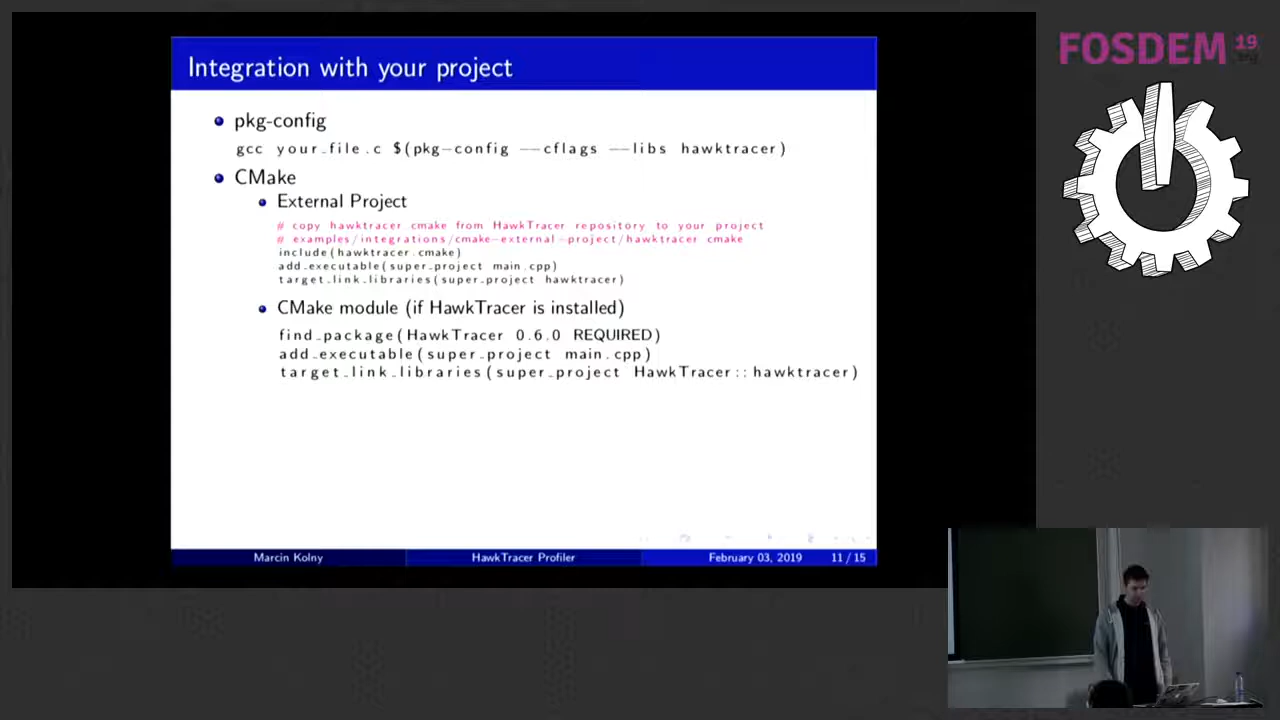 Integration with your project
pkg-config
gcc your_file.c $(pkg-config --cflags --libs hawktracer)
CMake
External Project
# copy hawktracer cmake from HawkTracer repository to your project
# examples/integrations/cmake-external-project/hawktracer cmake
include(hawktracer.cmake)
add_executable(super_project main.cpp)
target_link_libraries(super_project hawktracer)
CMake module (if HawkTracer is installed)
find_package(HawkTracer 0.6.0 REQUIRED)
add_executable(super_project main.cpp)
target_link_libraries(super_project HawkTracer::hawktracer)
Marcin Kolny
HawkTracer Profiler
February 03, 2019
11 / 15
FOSDEM 19
.org